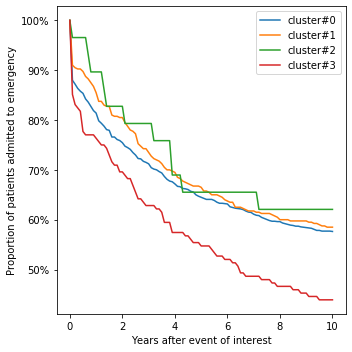 cluster#0
cluster#1
cluster#2
cluster#3
100%
90%
80%
70%
60%
50%
Proportion of patients admitted to emergency
0
2
4
6
8
10
Years after event of interest